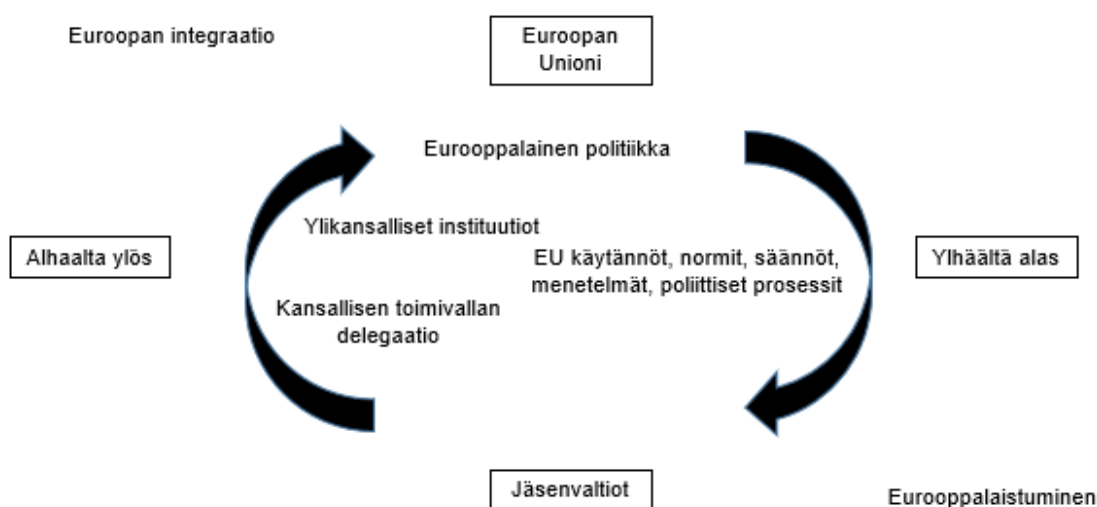 Euroopan integraatio
Euroopan
Unioni
Eurooppalainen politiikka
Ylikansalliset instituutiot
Alhaalta ylös
EU käytännöt, normit, säännöt,
menetelmät, poliittiset prosessit
Ylhäältä alas
Kansallisen toimivallan
delegaatio
Jäsenvaltiot
Eurooppalaistuminen